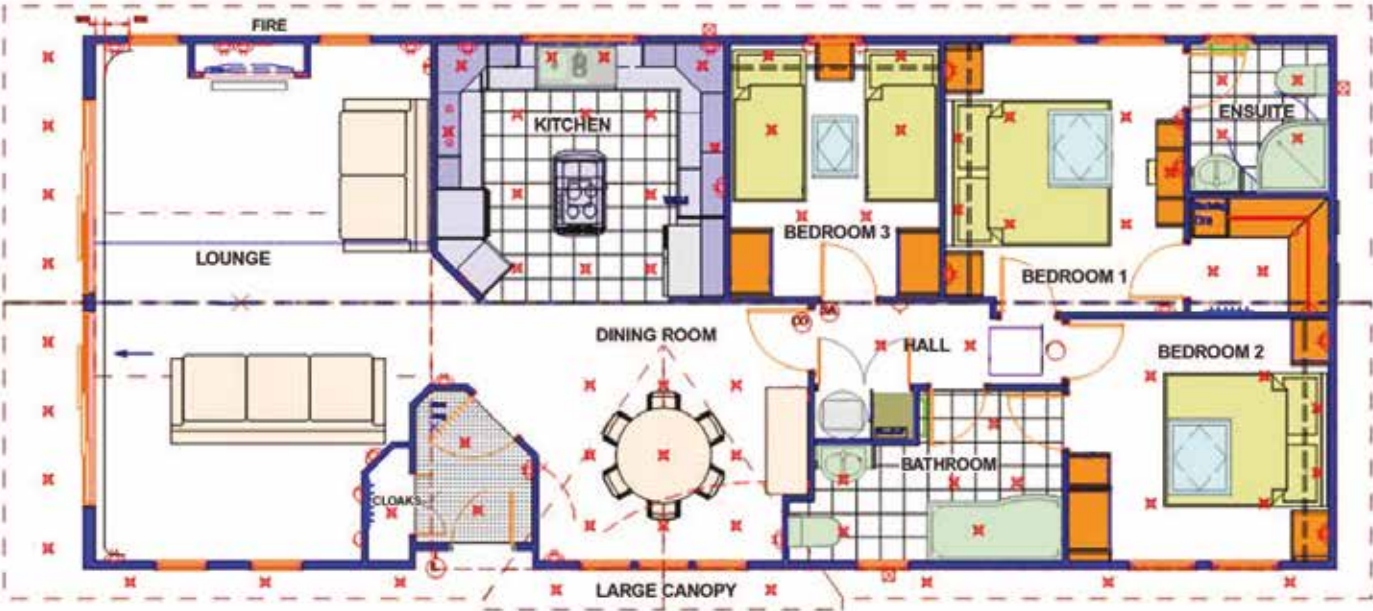 FIRE
KITCHEN
ENSUITE
BEDROOM 3
LOUNGE
BEDROOM 1
DINING ROOM
HALL
BEDROOM 2
BATHROOM
CLOAKS
LARGE CANOPY